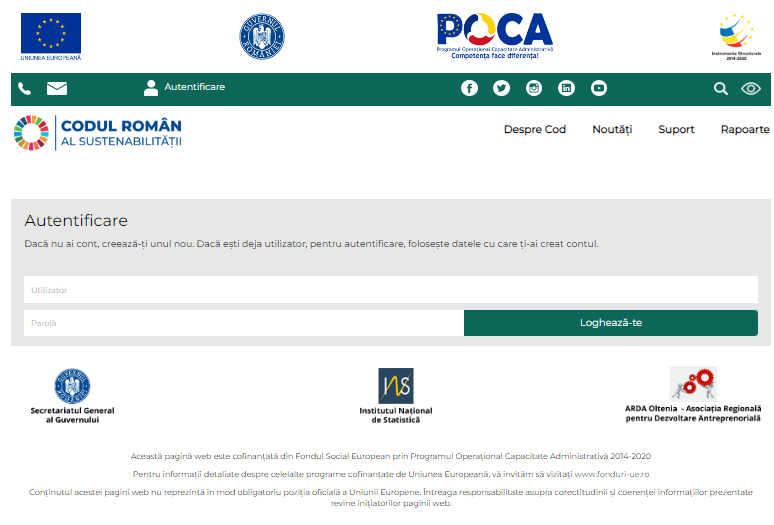 UNIUNEA EUROPEANĂ
GUVERNUL ROMÂNIEI
POCA
Programul Operațional Capacitate Administrativă
Competența face diferența!
Instrumente Structurale
2014-2020
Autentificare
CODUL ROMÂN
AL SUSTENABILITĂȚII
Despre Cod
Noutăți
Suport
Rapoarte
Autentificare
Dacă nu ai cont, creează-ți unul nou. Dacă ești deja utilizator, pentru autentificare, folosește datele cu care ți-ai creat contul.
Utilizator
Parolă
Loghează-te
Secretariatul General
al Guvernului
INS
Institutul Național
de Statistică
ARDA Oltenia - Asociația Regională
pentru Dezvoltare Antreprenorială
Această pagină web este cofinanțată din Fondul Social European prin Programul Operațional Capacitate Administrativă 2014-2020
Pentru informații detaliate despre celelalte programe cofinanțate de Uniunea Europeană, vă invităm să vizitați www.fonduri-ue.ro
Conținutul acestei pagini web nu reprezintă in mod obligatoriu poziția oficială a Uniunii Europene. Întreaga responsabilitate asupra corectitudinii și coerenței informațiilor prezentate
revine inițiatorilor paginii web.